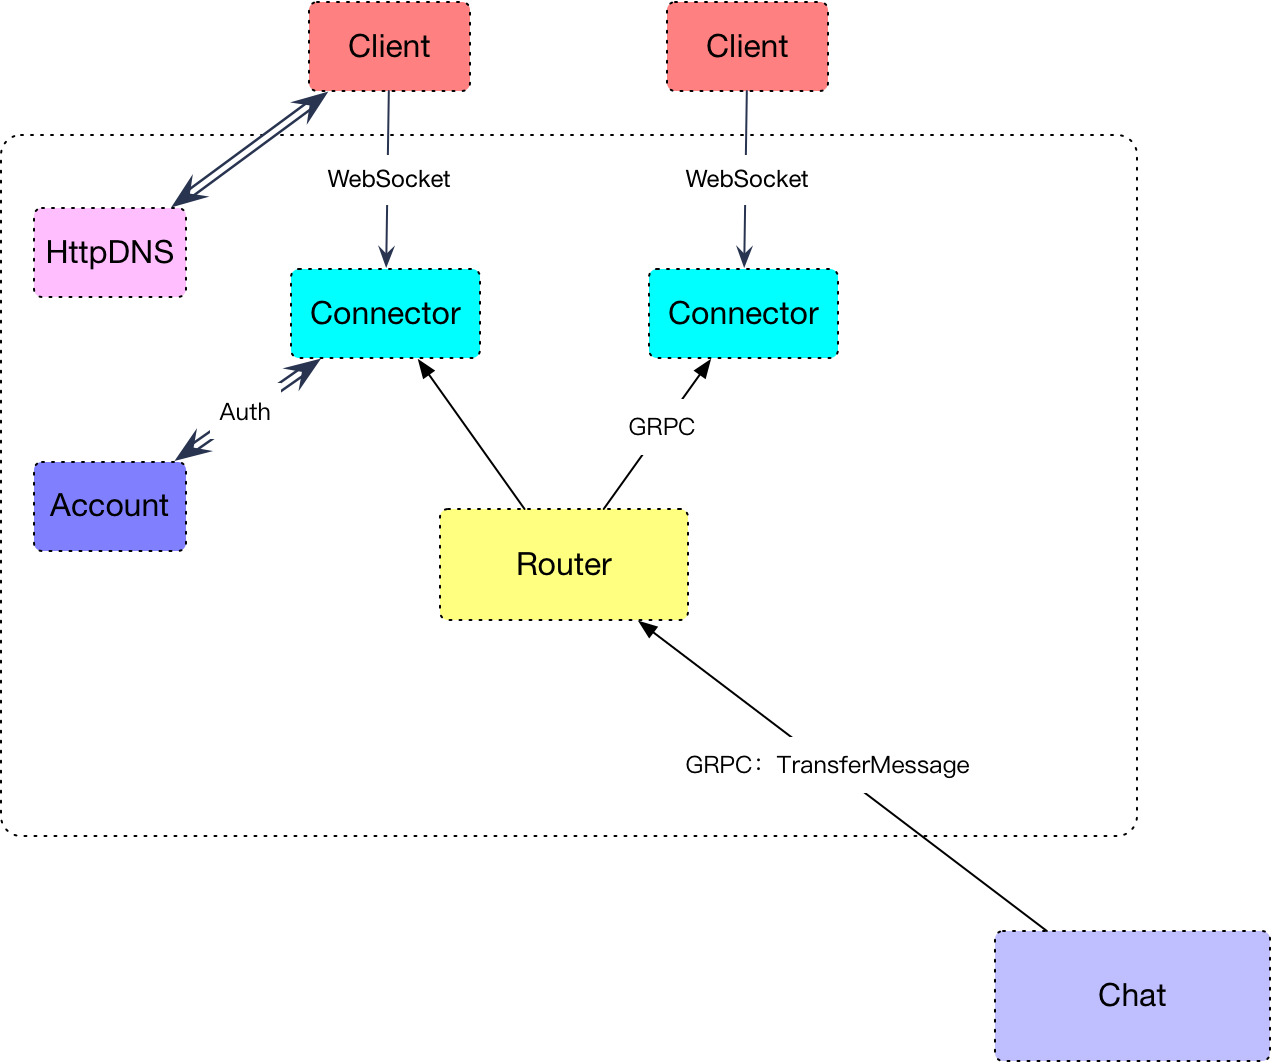 Client
Client
WebSocket
WebSocket
HttpDNS
Connector
Connector
Auth
GRPC
Account
Router
GRPC：TransferMessage
Chat